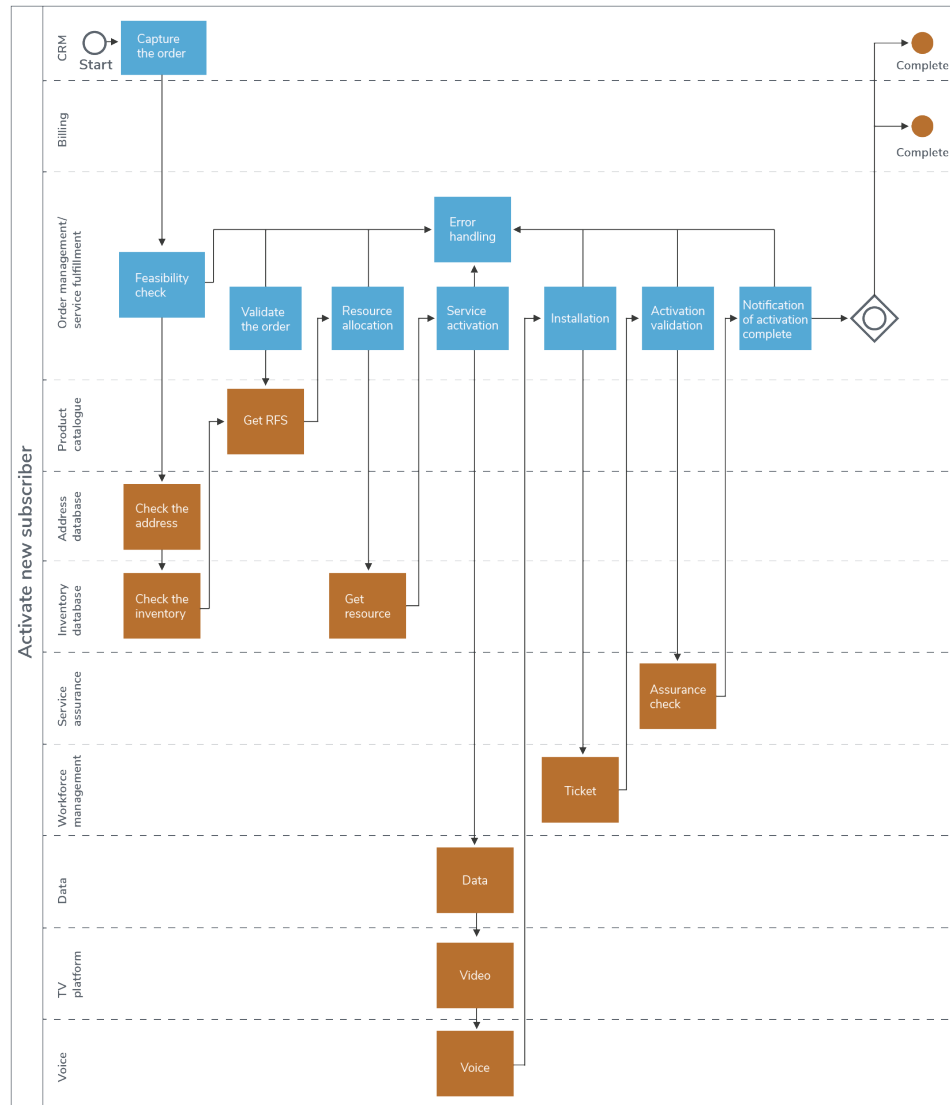 Activate new subscriber
CRM
Start
Capture
the order
Complete
Billing
Complete
Order management/
service fulfillment
Error
handling
Feasibility
check
Validate
the order
Resource
allocation
Service
activation
Installation
Activation
validation
Notification
of activation
complete
Product
catalogue
Get RFS
Address
database
Check the
address
Inventory
database
Check the
inventory
Get
resource
Service
assurance
Assurance
check
Workforce
management
Ticket
Data
Data
TV
platform
Video
Voice
Voice